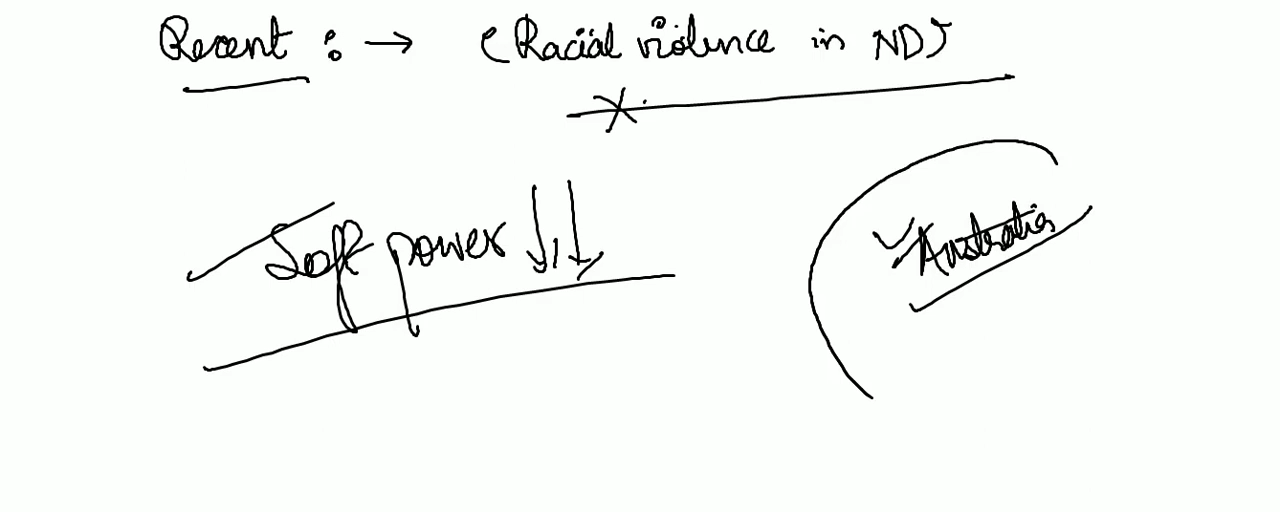 Recent : → (Racial violence in ND)
Soft power ↓↓
Australia